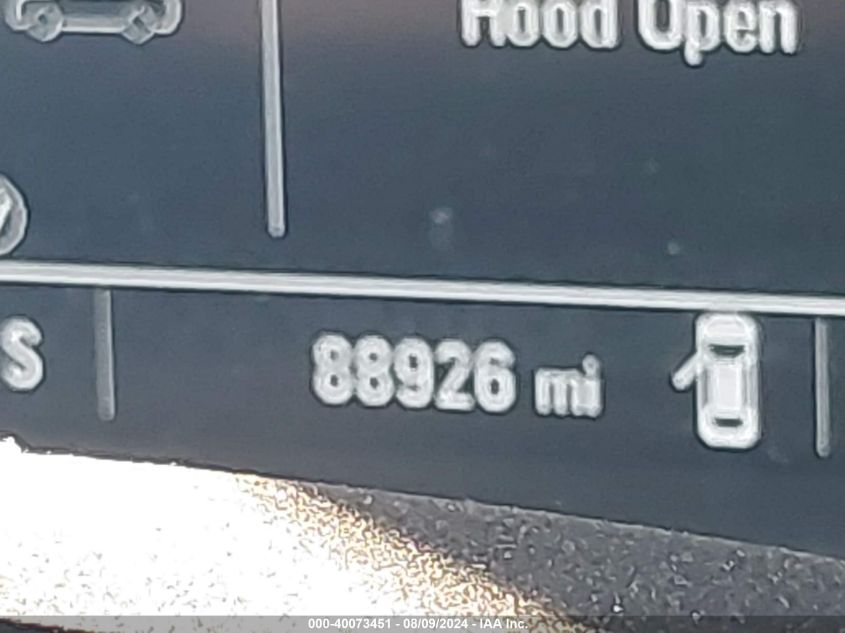 Hood Open
S
88926 mi
000-40073451 - 08/09/2024 - IAA Inc.